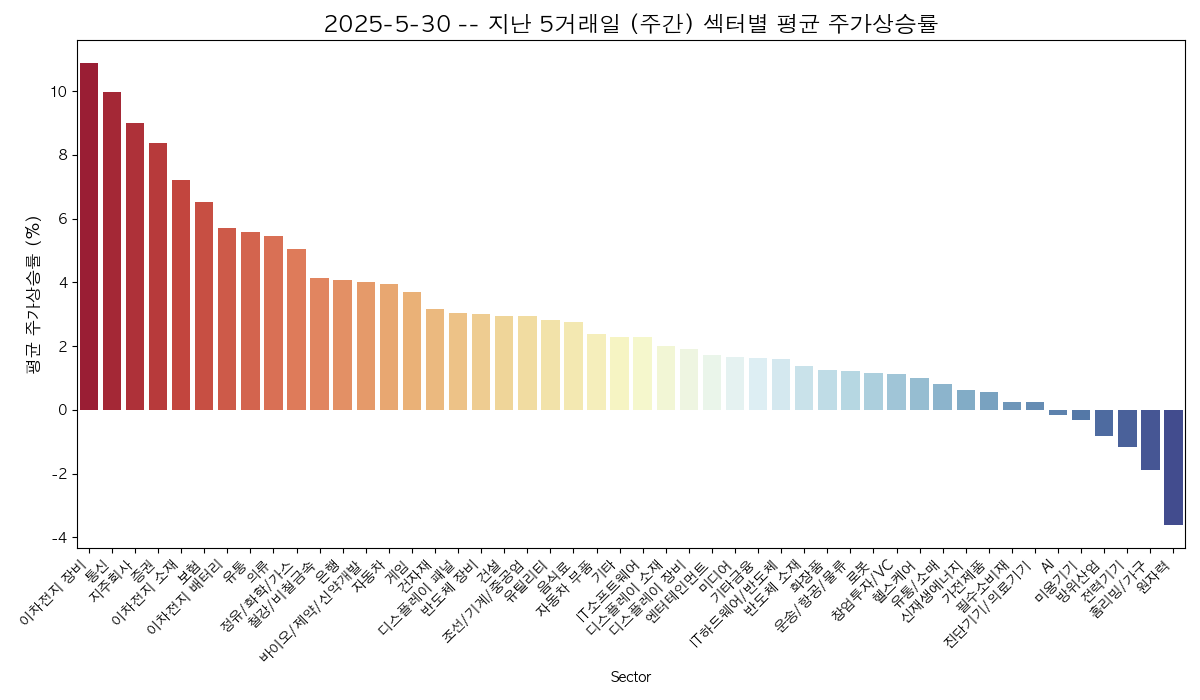 2025-5-30 -- 지난 5거래일 (주간) 섹터별 평균 주가상승률
평균 주가상승률 (%)
10
8
6
4
2
0
-2
-4
이차전지 장비
통신
지주회사
증권
이차전지 소재
보험
이차전지 배터리
유통
의류
정유/화학/가스
철강/비철금속
은행
바이오/제약/신약개발
자동차
게임
건자재
디스플레이 패널
반도체 장비
건설
조선/기계/중공업
유틸리티
음식료
자동차 부품
기타
IT소프트웨어
디스플레이 소재
디스플레이 장비
엔터테인먼트
미디어
기타금융
IT하드웨어/반도체
반도체 소재
화장품
운송/항공/물류
로봇
창업투자/VC
헬스케어
유통/소매
신재생에너지
가전제품
필수소비재
진단기기/의료기기
AI
미용기기
방위산업
전력기기
홈리빙/가구
원자력
Sector